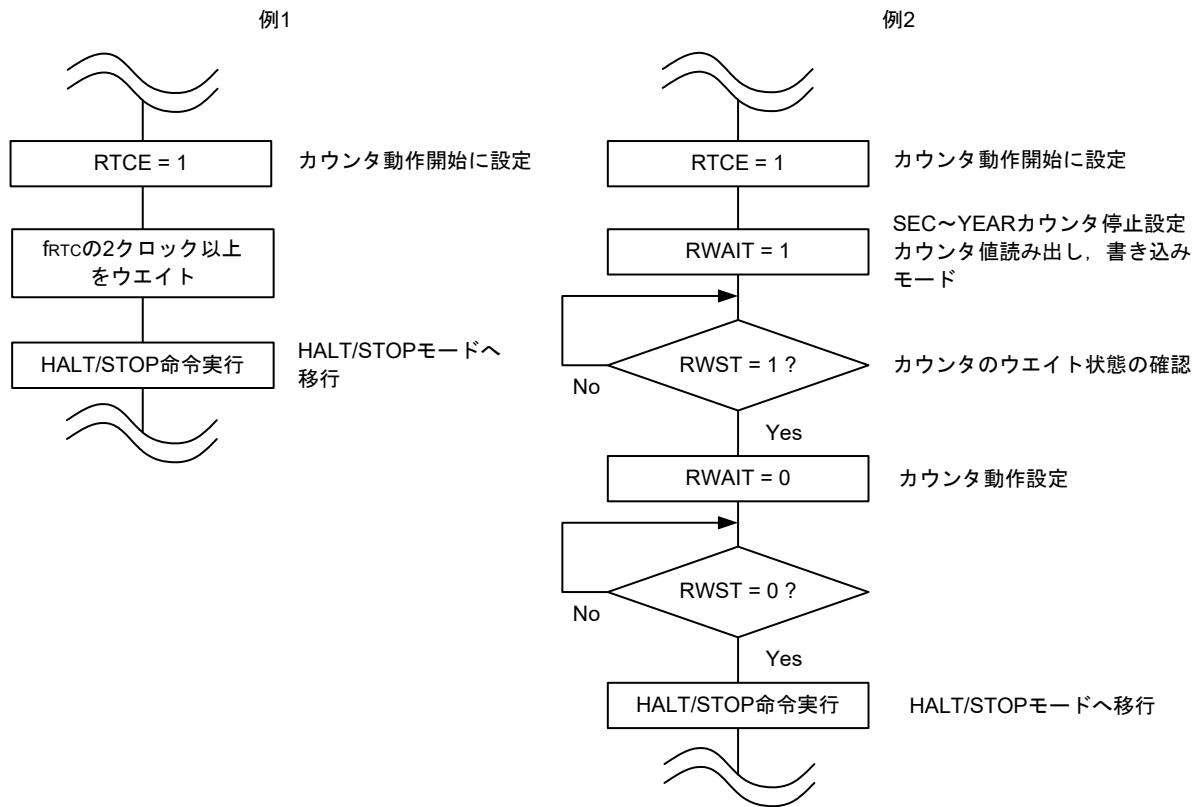 例1
RTCE = 1
カウンタ動作開始に設定
fRTCの2クロック以上
をウエイト
HALT/STOP命令実行
HALT/STOPモードへ
移行
例2
RTCE = 1
カウンタ動作開始に設定
RWAIT = 1
SEC～YEARカウンタ停止設定
カウンタ値読み出し，書き込み
モード
RWST = 1 ?
カウンタのウエイト状態の確認
No
Yes
RWAIT = 0
カウンタ動作設定
RWST = 0 ?
No
Yes
HALT/STOP命令実行
HALT/STOPモードへ移行